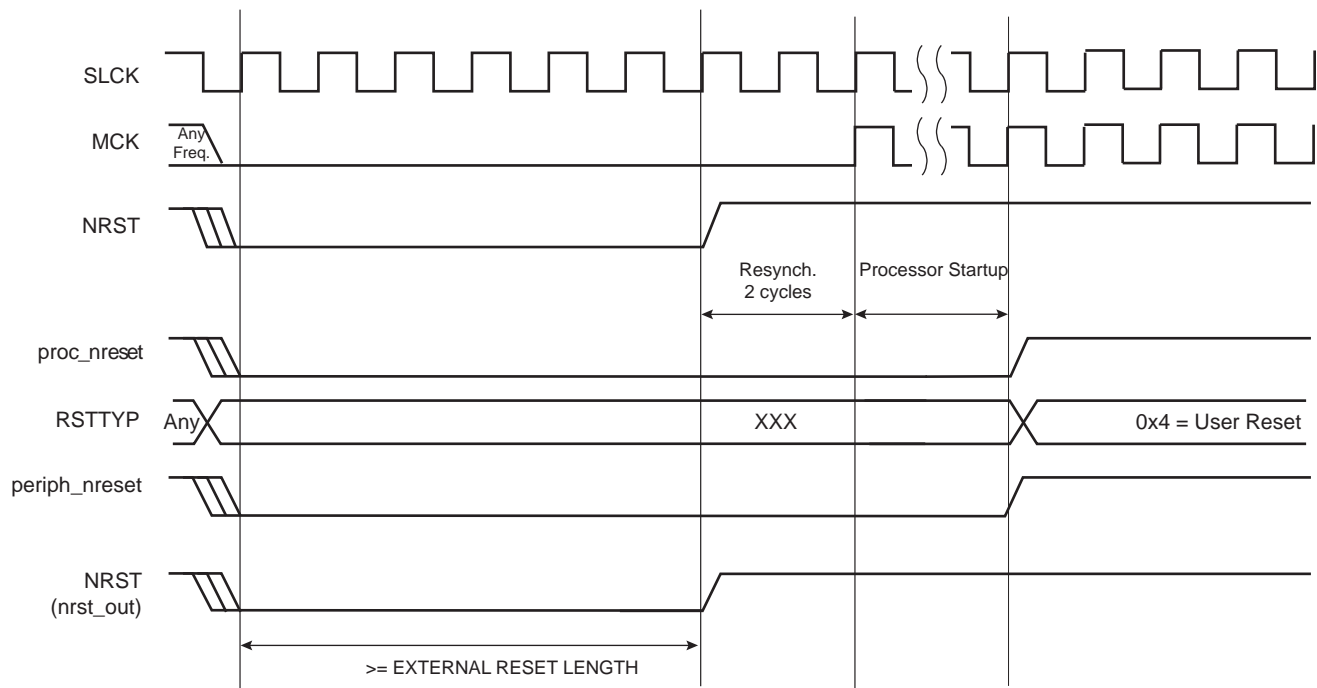 SLCK
MCK
Any
Freq.
NRST
Resynch.
2 cycles
Processor Startup
proc_nreset
RSTTYP
Any
XXX
0x4 = User Reset
periph_nreset
NRST
(nrst_out)
>= EXTERNAL RESET LENGTH